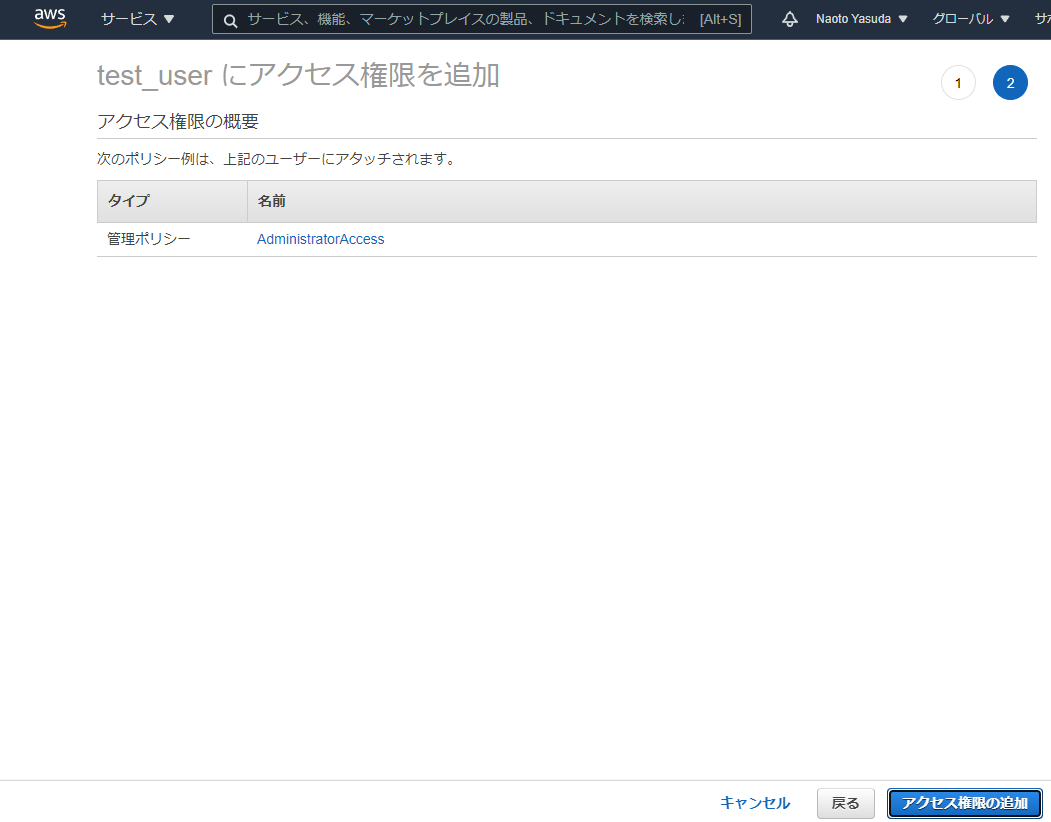 aws サービス ▼ サービス、機能、マーケットプレイスの製品、ドキュメントを検索し [Alt+S] Naoto Yasuda ▼ グローバル ▼ サ
test_user にアクセス権限を追加 1 2
アクセス権限の概要
次のポリシー例は、上記のユーザーにアタッチされます。
タイプ 名前
管理ポリシー AdministratorAccess
キャンセル 戻る アクセス権限の追加